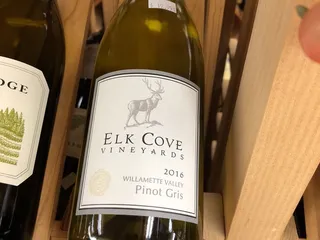 DGE
ELK COVE
VINEYARDS
2016
WILLAMETTE VALLEY
Pinot Gris